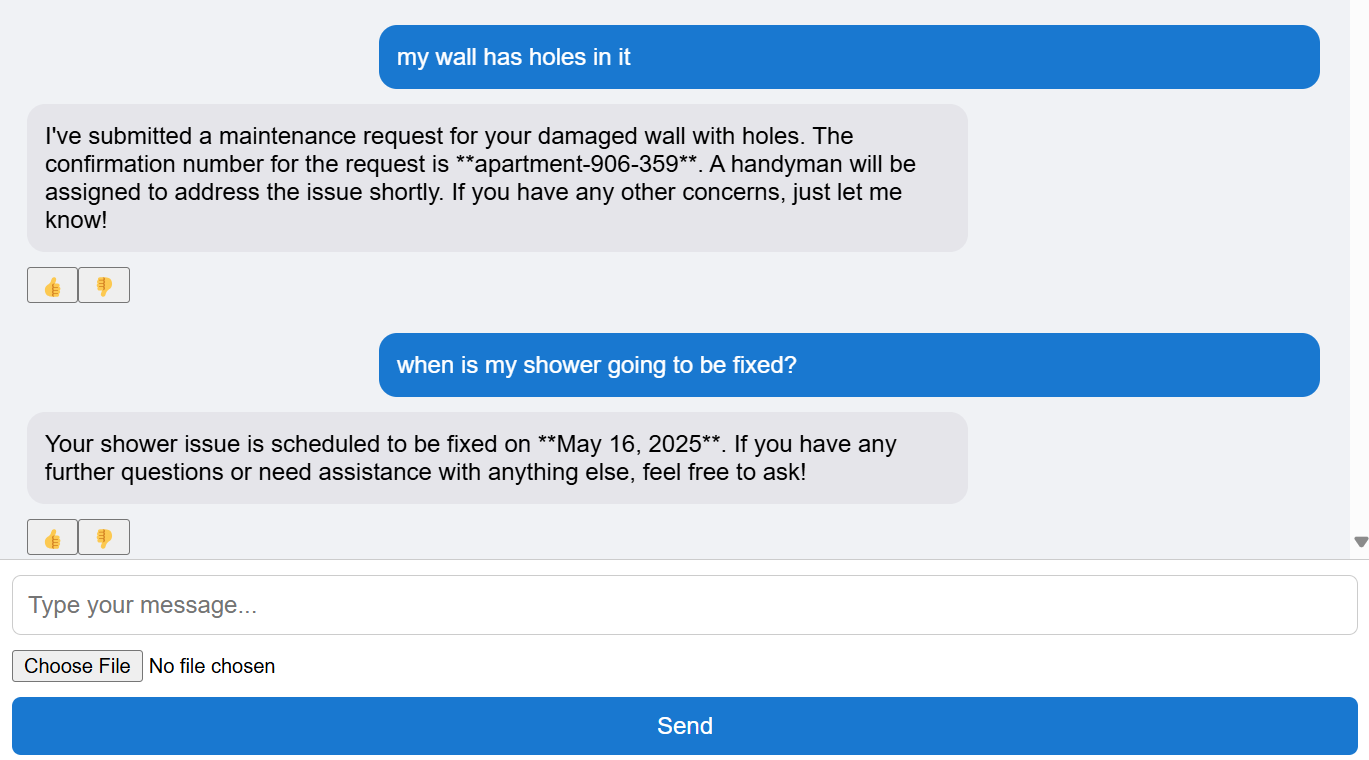 my wall has holes in it
I've submitted a maintenance request for your damaged wall with holes. The
confirmation number for the request is **apartment-906-359**. A handyman will be
assigned to address the issue shortly. If you have any other concerns, just let me
know!
when is my shower going to be fixed?
Your shower issue is scheduled to be fixed on **May 16, 2025**. If you have any
further questions or need assistance with anything else, feel free to ask!
Type your message...
Choose File No file chosen
Send